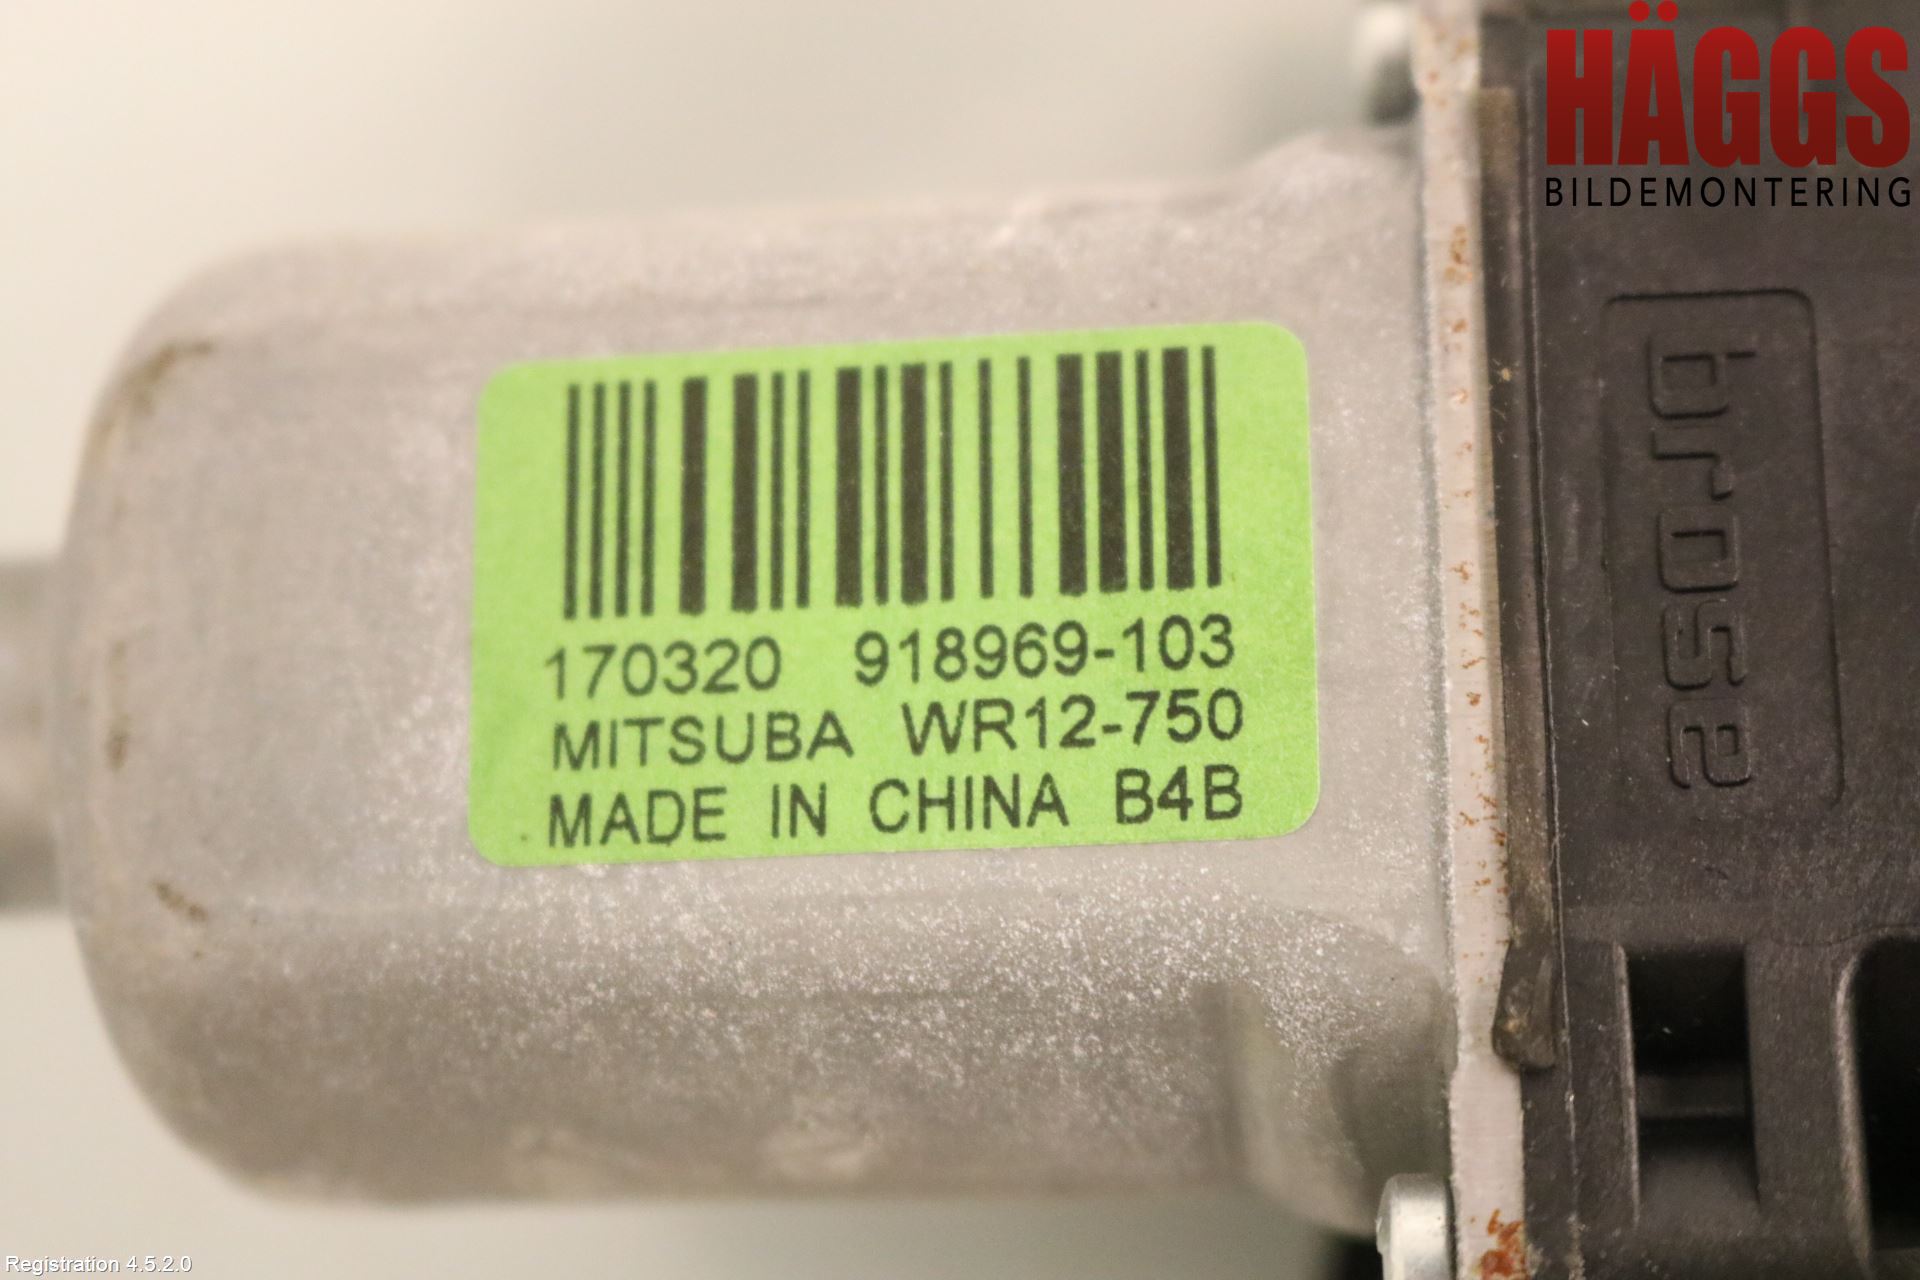 HÄGGS
BILDEMONTERING
brose
170320 918969-103
MITSUBA WR12-750
MADE IN CHINA B4B
Registration 4.5.2.0